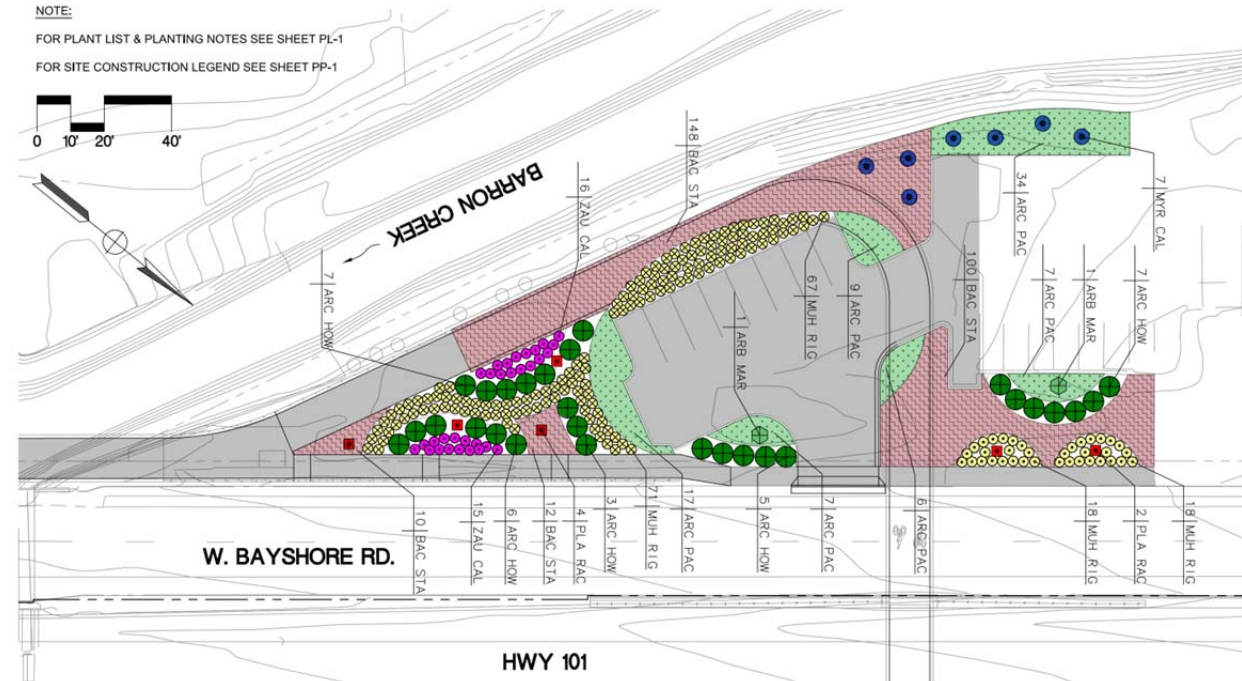 NOTE:
FOR PLANT LIST & PLANTING NOTES SEE SHEET PL-1
FOR SITE CONSTRUCTION LEGEND SEE SHEET PP-1
0 10' 20' 40'
BARRON CREEK
148 BAC STA
16 ZAU CAL
7 ARC HOW
34 ARC PAC
7 MYR CAL
67 MUH RIG
9 ARC PAC
1 ARB MAR
100 BAC STA
7 ARC PAC
1 ARB MAR
7 ARC HOW
10 BAC STA
15 ZAU CAL
6 ARC HOW
12 BAC STA
4 PLA RAC
3 ARC HOW
71 MUH RIG
17 ARC PAC
5 ARC HOW
7 ARC PAC
6 ARC PAC
18 MUH RIG
2 PLA RAC
18 MUH RIG
W. BAYSHORE RD.
HWY 101